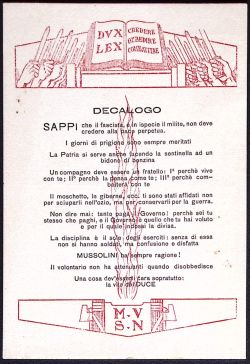 DVX
LEX
CREDERE
OBBEDIRE
COMBATTERE
DECALOGO
SAPPI che il fascista, e in ispecie il milite, non deve
credere alla pace perpetua.
I giorni di prigione sono sempre meritati
La Patria si serve anche facendo la sentinella ad un
bidone di benzina
Un compagno deve essere un fratello: I° perchè vive
con te; II° perchè la pensa come te; III° perchè com-
batterà con te
Il moschetto, le giberne, ecc. ti sono stati affidati non
per sciuparli nell'ozio, ma per conservarli per la guerra.
Non dire mai: tanto paga il Governo! perchè sei tu
stesso che paghi, e il Governo è quello che tu hai voluto
e per il quale indossi la divisa.
La disciplina è il sole degli eserciti: senza di essa
non si hanno soldati, ma confusione e disfatta
MUSSOLINI ha sempre ragione!
Il volontario non ha attenuanti quando disobbedisce
Una cosa dev'esserti cara sopratutto:
la vita del DUCE
M.V
S.N